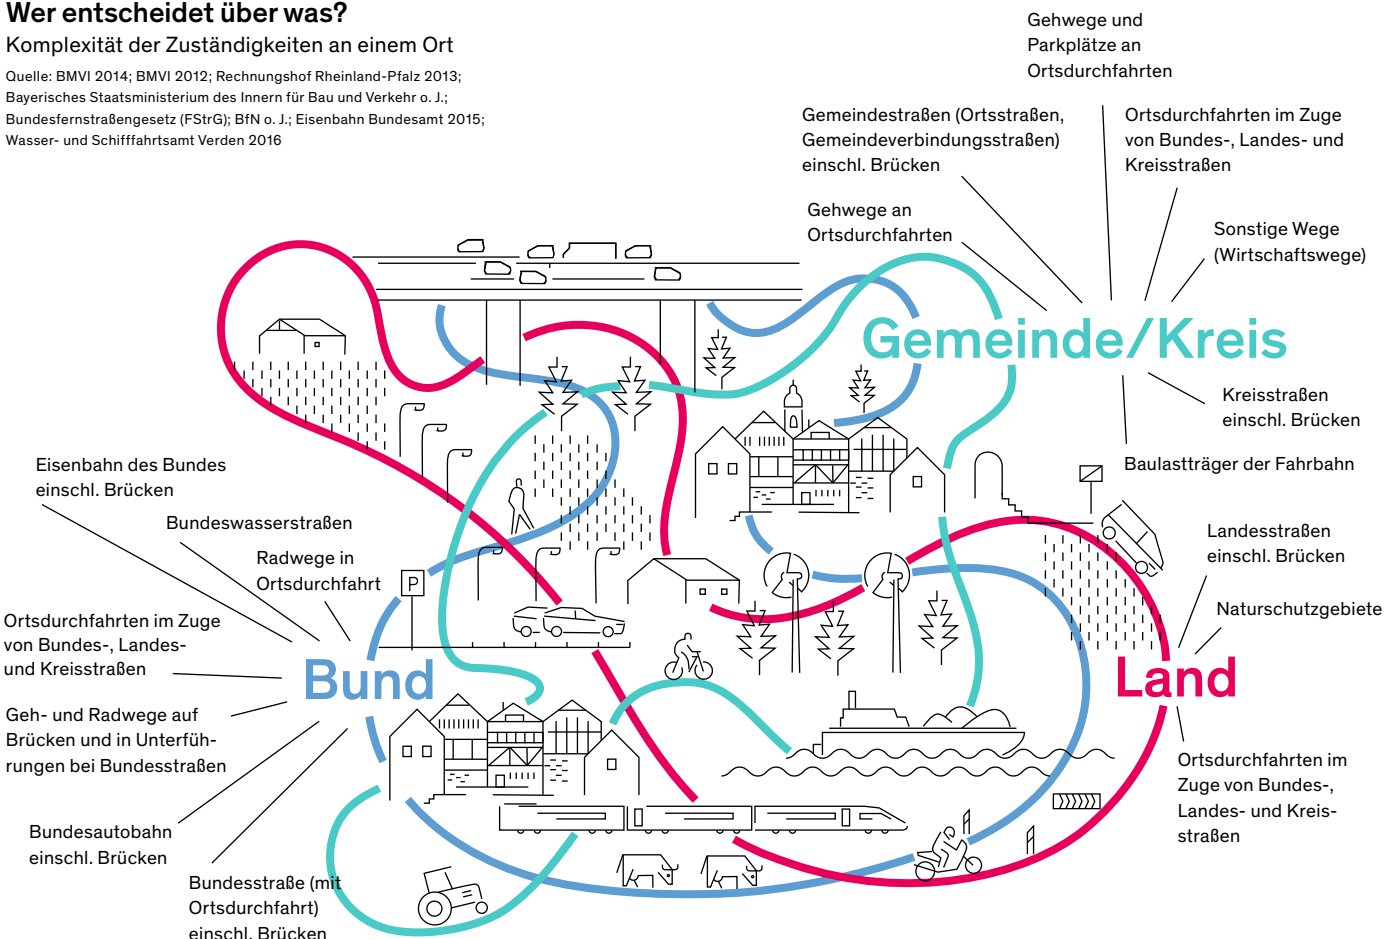 Wer entscheidet über was?
Komplexität der Zuständigkeiten an einem Ort
Quelle: BMVI 2014; BMVI 2012; Rechnungshof Rheinland-Pfalz 2013;
Bayerisches Staatsministerium des Innern für Bau und Verkehr o. J.;
Bundesfernstraßengesetz (FStrG); BfN o. J.; Eisenbahn Bundesamt 2015;
Wasser- und Schifffahrtsamt Verden 2016
Gehwege und
Parkplätze an
Ortsdurchfahrten
Gemeindestraßen (Ortsstraßen,
Gemeindeverbindungsstraßen)
einschl. Brücken
Ortsdurchfahrten im Zuge
von Bundes-, Landes- und
Kreisstraßen
Gehwege an
Ortsdurchfahrten
Sonstige Wege
(Wirtschaftswege)
Gemeinde/Kreis
Kreisstraßen
einschl. Brücken
Baulastträger der Fahrbahn
Eisenbahn des Bundes
einschl. Brücken
Bundeswasserstraßen
Radwege in
Ortsdurchfahrt
P
Ortsdurchfahrten im Zuge
von Bundes-, Landes-
und Kreisstraßen
Bund
Geh- und Radwege auf
Brücken und in Unterfüh-
rungen bei Bundesstraßen
Bundesautobahn
einschl. Brücken
Bundesstraße (mit
Ortsdurchfahrt)
einschl. Brücken
Landesstraßen
einschl. Brücken
Naturschutzgebiete
Land
Ortsdurchfahrten im
Zuge von Bundes-,
Landes- und Kreis-
straßen